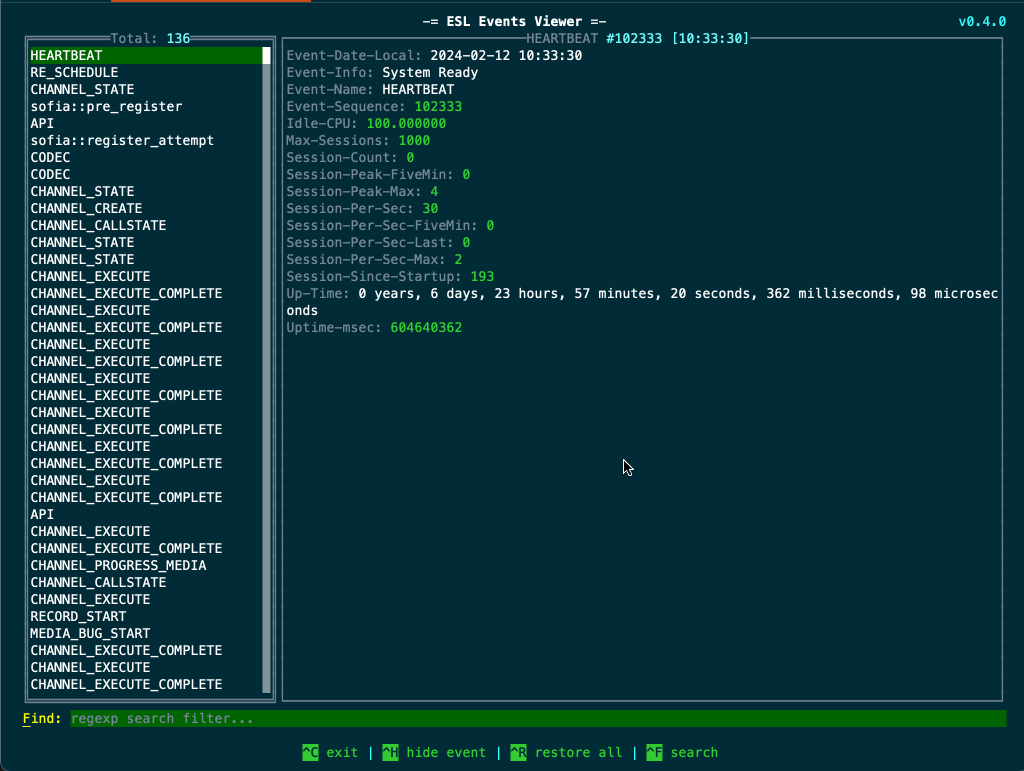 -= ESL Events Viewer =-
v0.4.0
Total: 136
HEARTBEAT
RE_SCHEDULE
CHANNEL_STATE
sofia::pre_register
API
sofia::register_attempt
CODEC
CODEC
CHANNEL_STATE
CHANNEL_CREATE
CHANNEL_CALLSTATE
CHANNEL_STATE
CHANNEL_STATE
CHANNEL_EXECUTE
CHANNEL_EXECUTE_COMPLETE
CHANNEL_EXECUTE
CHANNEL_EXECUTE_COMPLETE
CHANNEL_EXECUTE
CHANNEL_EXECUTE_COMPLETE
CHANNEL_EXECUTE
CHANNEL_EXECUTE_COMPLETE
CHANNEL_EXECUTE
CHANNEL_EXECUTE_COMPLETE
CHANNEL_EXECUTE
CHANNEL_EXECUTE_COMPLETE
CHANNEL_EXECUTE
CHANNEL_EXECUTE_COMPLETE
API
CHANNEL_EXECUTE
CHANNEL_EXECUTE_COMPLETE
CHANNEL_PROGRESS_MEDIA
CHANNEL_CALLSTATE
CHANNEL_EXECUTE
RECORD_START
MEDIA_BUG_START
CHANNEL_EXECUTE_COMPLETE
CHANNEL_EXECUTE
CHANNEL_EXECUTE_COMPLETE
HEARTBEAT #102333 [10:33:30]
Event-Date-Local: 2024-02-12 10:33:30
Event-Info: System Ready
Event-Name: HEARTBEAT
Event-Sequence: 102333
Idle-CPU: 100.000000
Max-Sessions: 1000
Session-Count: 0
Session-Peak-FiveMin: 0
Session-Peak-Max: 4
Session-Per-Sec: 30
Session-Per-Sec-FiveMin: 0
Session-Per-Sec-Last: 0
Session-Per-Sec-Max: 2
Session-Since-Startup: 193
Up-Time: 0 years, 6 days, 23 hours, 57 minutes, 20 seconds, 362 milliseconds, 98 microsec
onds
Uptime-msec: 604640362
Find: regexp search filter...
^C exit | ^H hide event | ^R restore all | ^F search